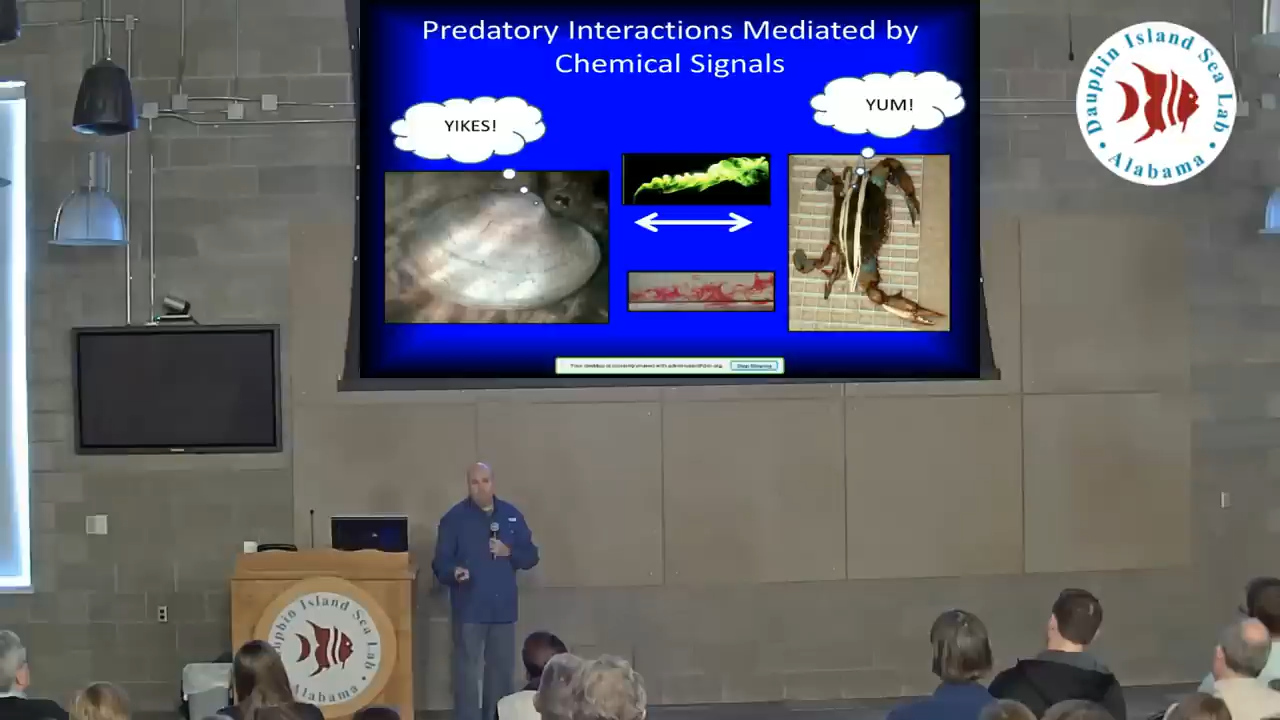 Predatory Interactions Mediated by
Chemical Signals
YIKES!
YUM!
Dauphin Island Sea Lab
Alabama
Dauphin Island Sea Lab
Alabama